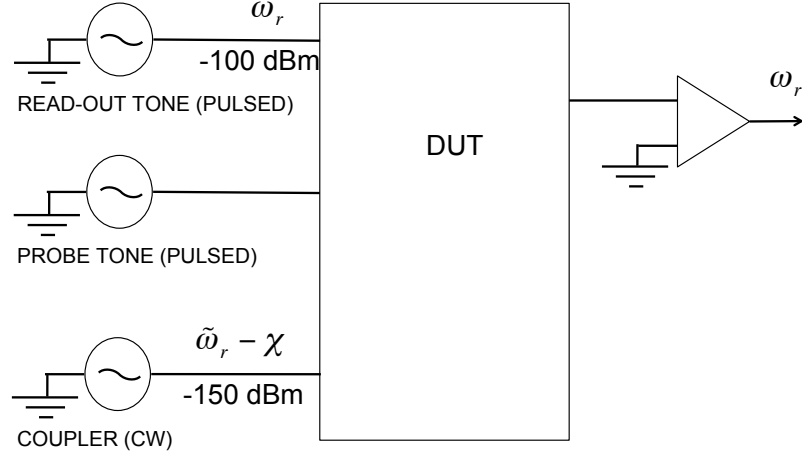 ω_r
-100 dBm
READ-OUT TONE (PULSED)
DUT
ω_r
PROBE TONE (PULSED)
ω̃_r − χ
-150 dBm
COUPLER (CW)